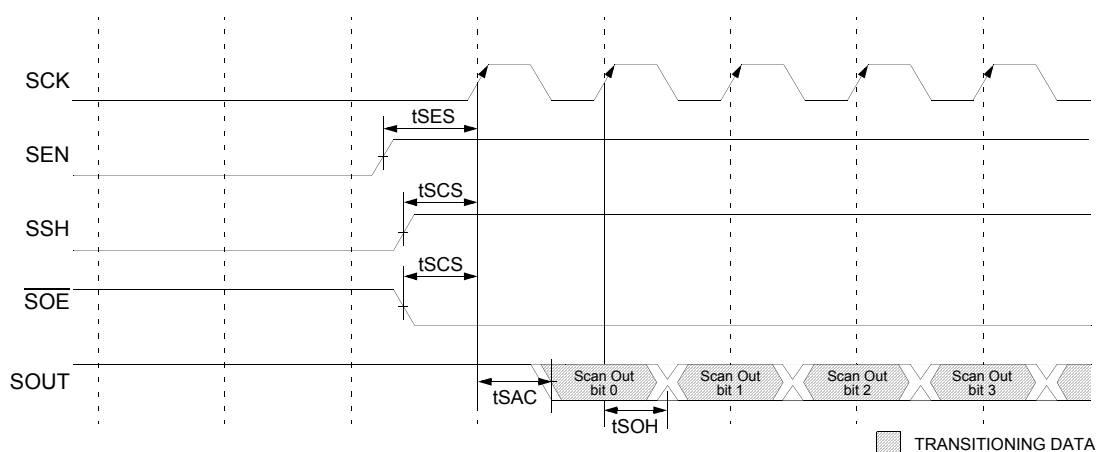 SCK
tSES
SEN
tSCS
SSH
tSCS
SOE
SOUT
Scan Out
bit 0
Scan Out
bit 1
Scan Out
bit 2
Scan Out
bit 3
tSAC
tSOH
TRANSITIONING DATA